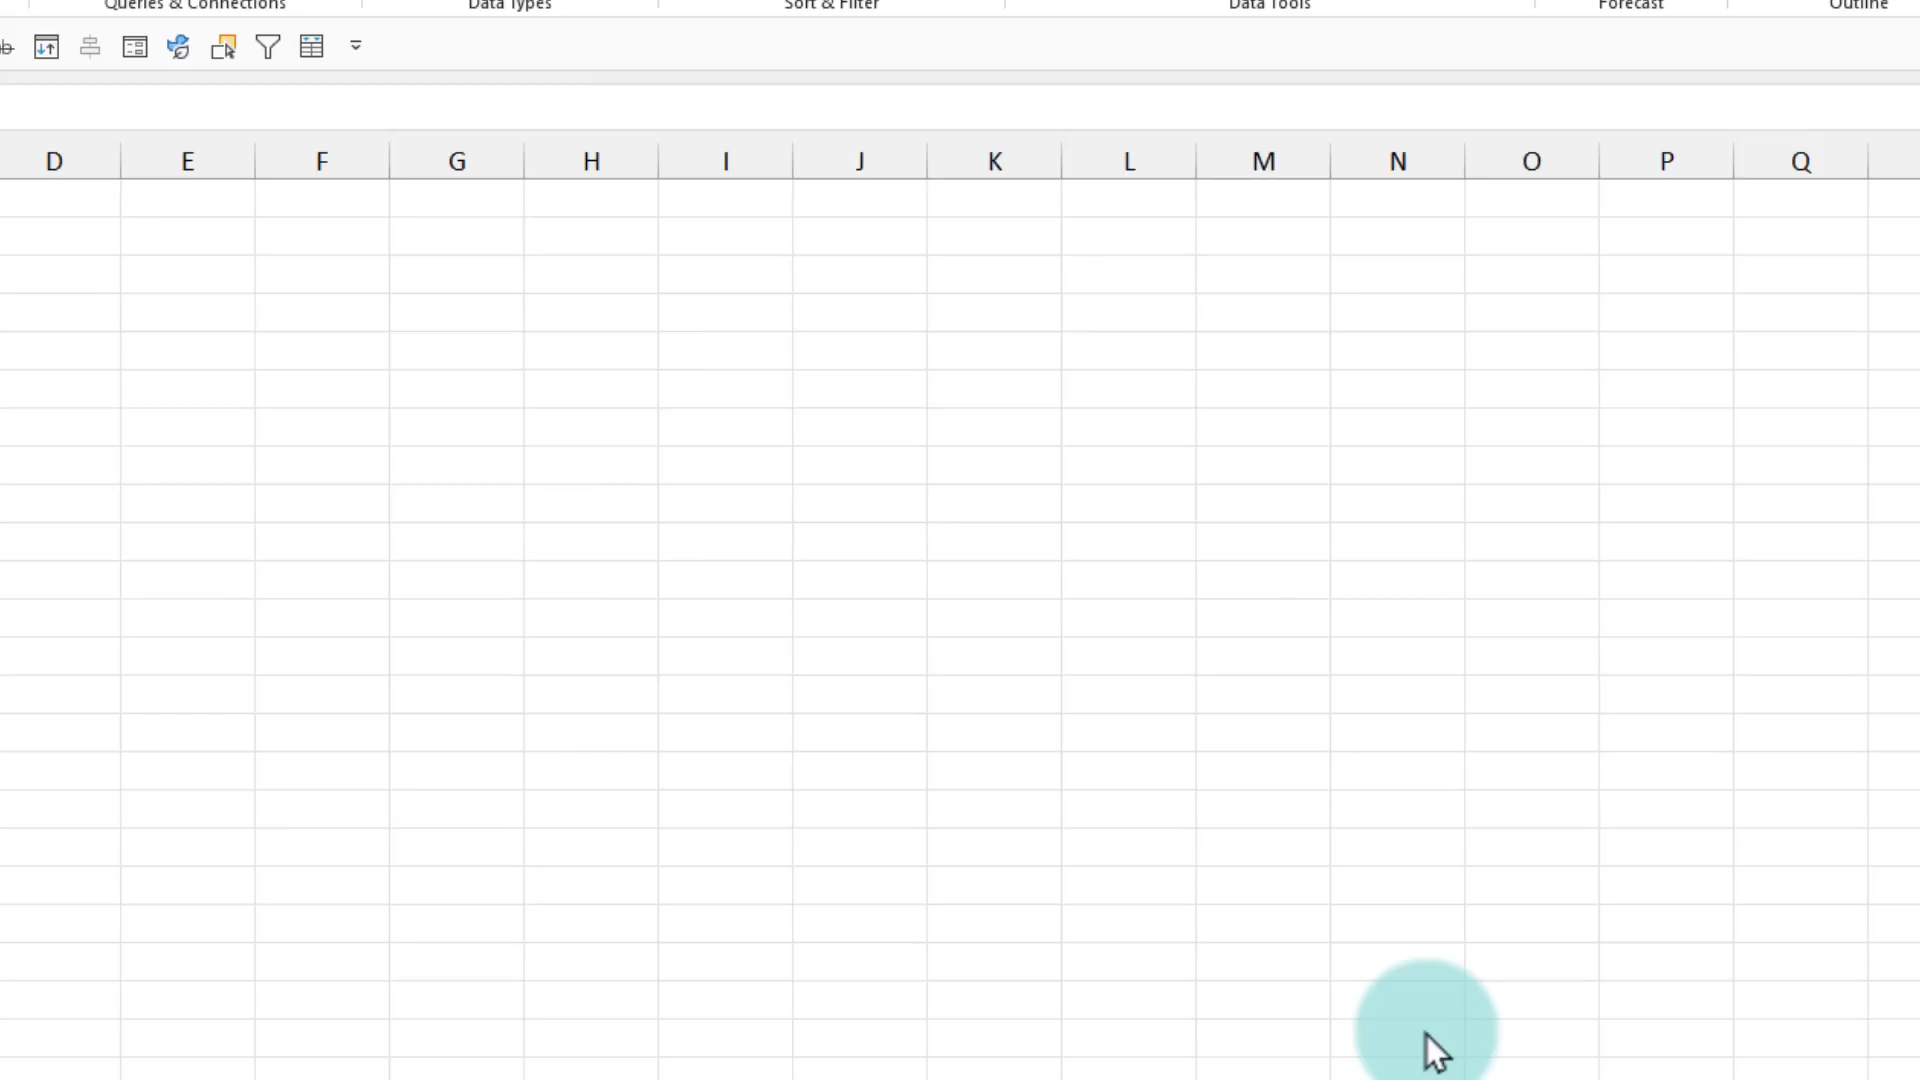 Queries & Connections Data Types Sort & Filter Data Tools Forecast Outline
D E F G H I J K L M N O P Q